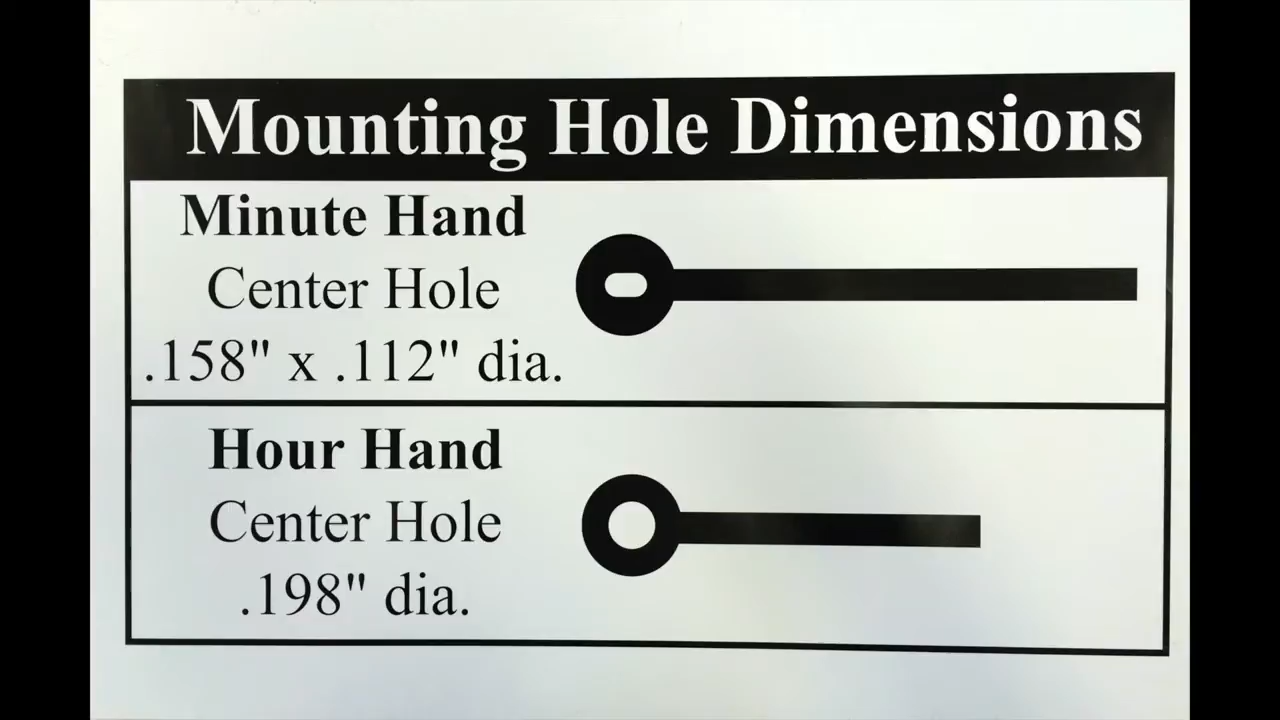 Mounting Hole Dimensions
Minute Hand
Center Hole
.158" x .112" dia.
Hour Hand
Center Hole
.198" dia.